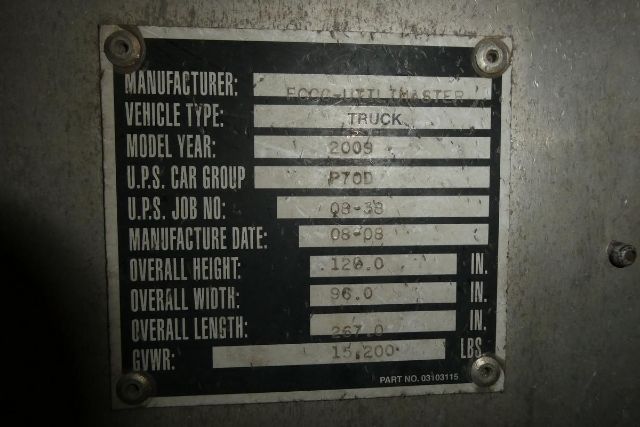 MANUFACTURER: FCCC-UTILIMASTER
VEHICLE TYPE: TRUCK
MODEL YEAR: 2009
U.P.S. CAR GROUP P70D
U.P.S. JOB NO: 08-38
MANUFACTURE DATE: 08-08
OVERALL HEIGHT: 120.0 IN.
OVERALL WIDTH: 96.0 IN.
OVERALL LENGTH: 267.0 IN.
GVWR: 15,200 LBS.
PART NO. 03103115